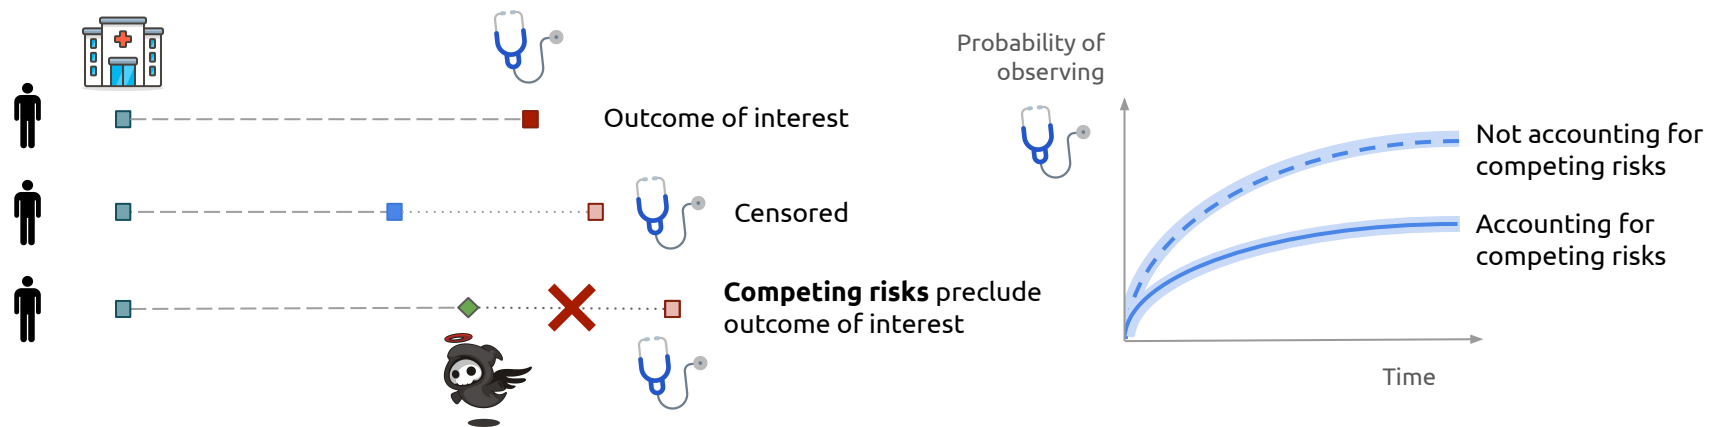 Outcome of interest
Censored
Competing risks preclude
outcome of interest
Probability of
observing
Not accounting for
competing risks
Accounting for
competing risks
Time